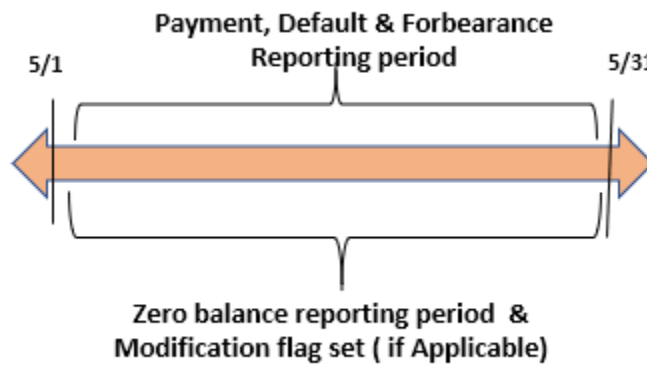 Payment, Default & Forbearance
Reporting period
5/1
5/31
Zero balance reporting period &
Modification flag set ( if Applicable)